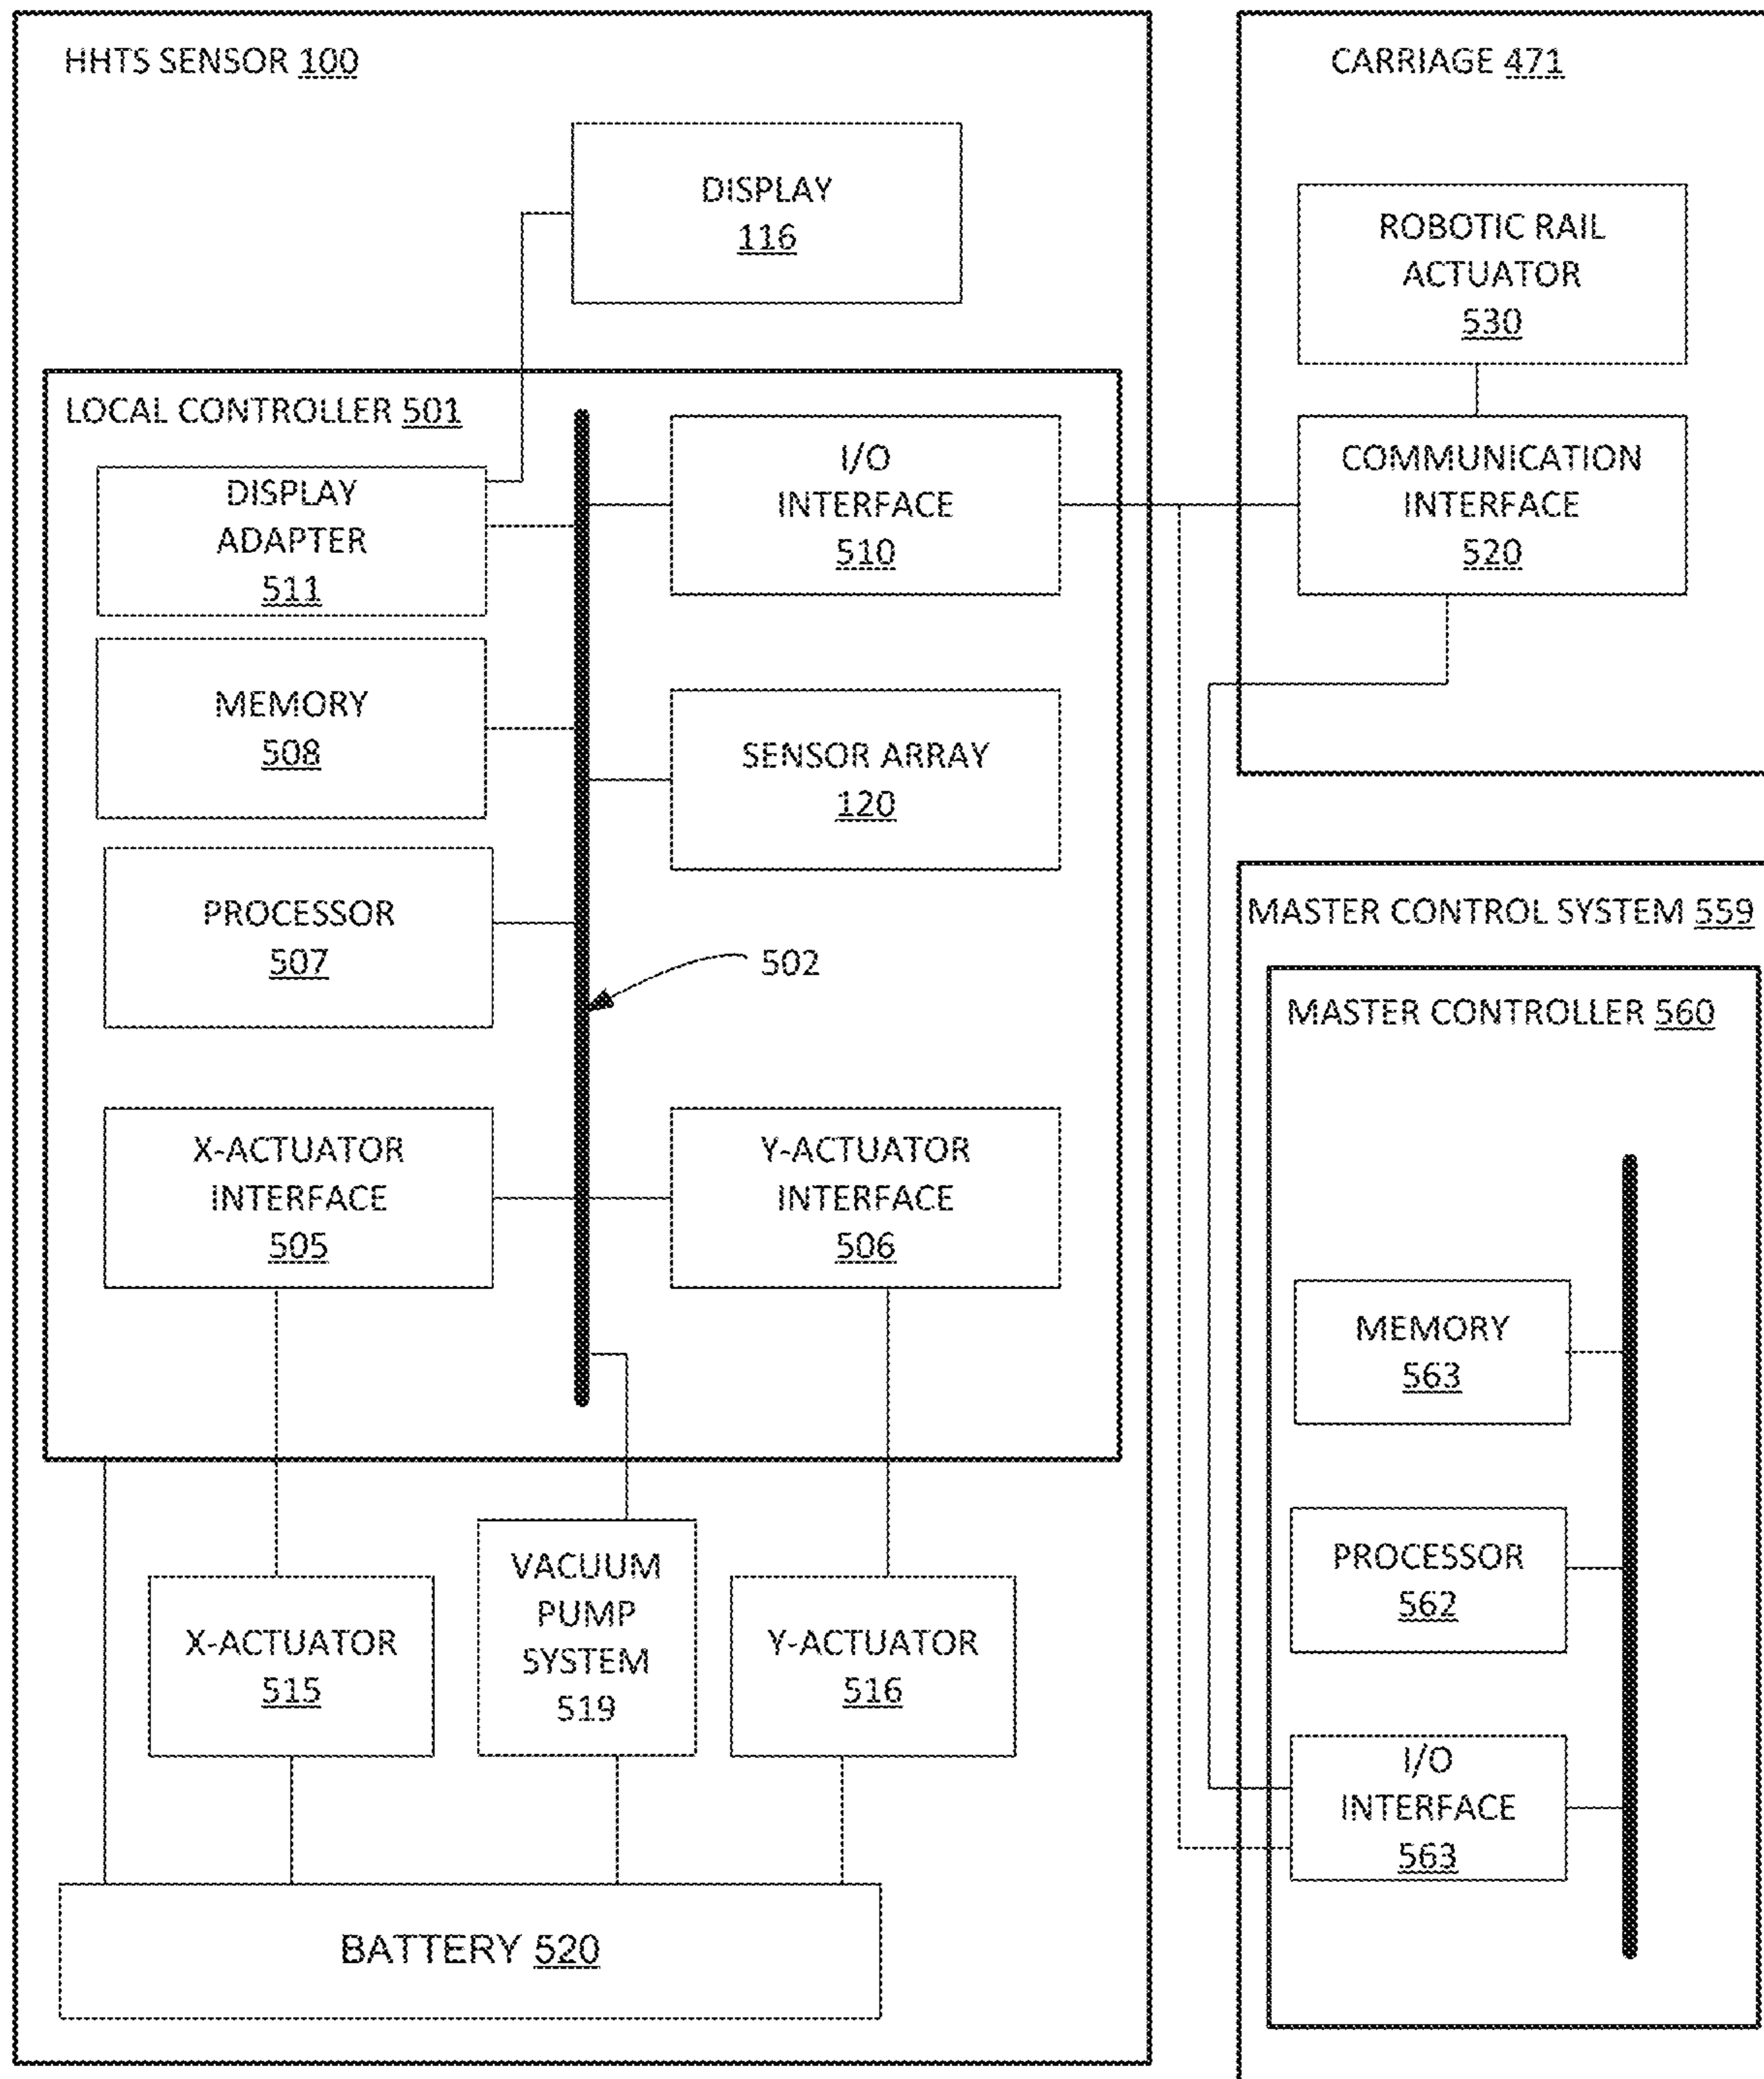 HHTS SENSOR 100
DISPLAY
116
LOCAL CONTROLLER 501
DISPLAY
ADAPTER
511
I/O
INTERFACE
510
MEMORY
508
SENSOR ARRAY
120
PROCESSOR
507
502
X-ACTUATOR
INTERFACE
505
Y-ACTUATOR
INTERFACE
506
X-ACTUATOR
515
VACUUM
PUMP
SYSTEM
519
Y-ACTUATOR
516
BATTERY 520
CARRIAGE 471
ROBOTIC RAIL
ACTUATOR
530
COMMUNICATION
INTERFACE
520
MASTER CONTROL SYSTEM 559
MASTER CONTROLLER 560
MEMORY
563
PROCESSOR
562
I/O
INTERFACE
563